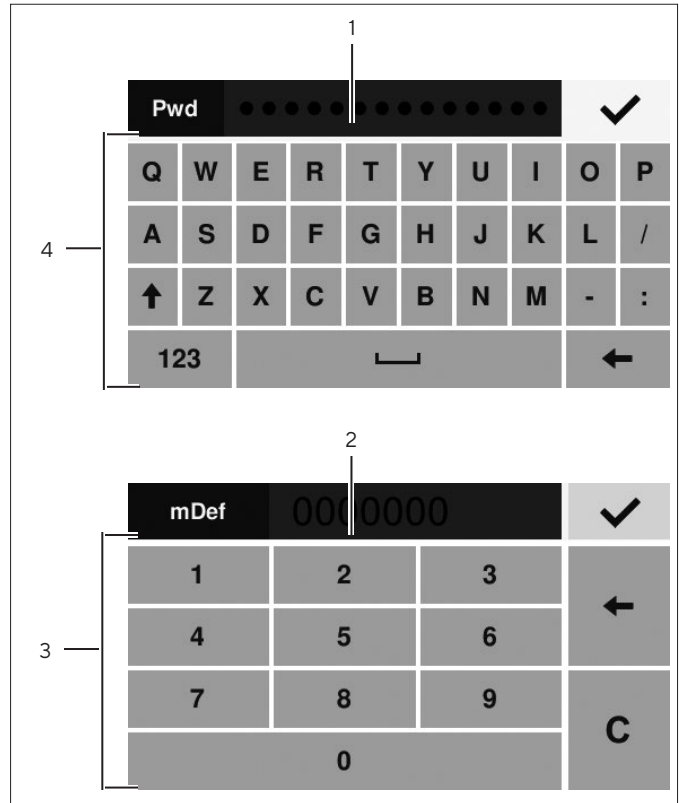 1
Pwd ●●●●●●●●●●●●●●
Q W E R T Y U I O P
4
A S D F G H J K L /
Z X C V B N M - :
123
2
mDef 0000000
1 2 3
3
4 5 6
7 8 9
C
0